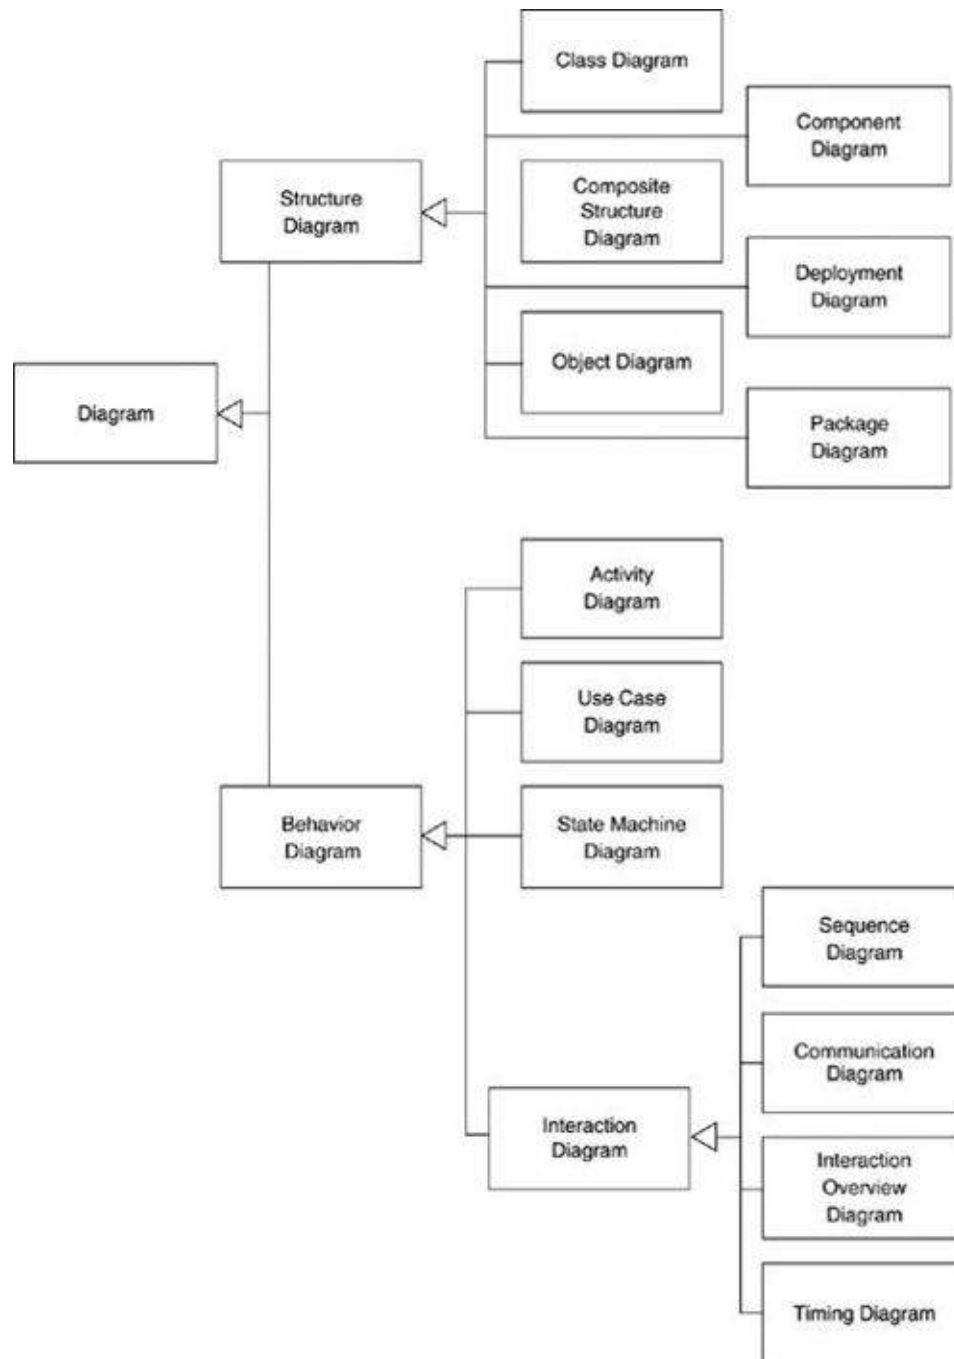 Class Diagram
Component
Diagram
Structure
Diagram
Composite
Structure
Diagram
Deployment
Diagram
Object Diagram
Diagram
Package
Diagram
Activity
Diagram
Use Case
Diagram
Behavior
Diagram
State Machine
Diagram
Sequence
Diagram
Communication
Diagram
Interaction
Diagram
Interaction
Overview
Diagram
Timing Diagram